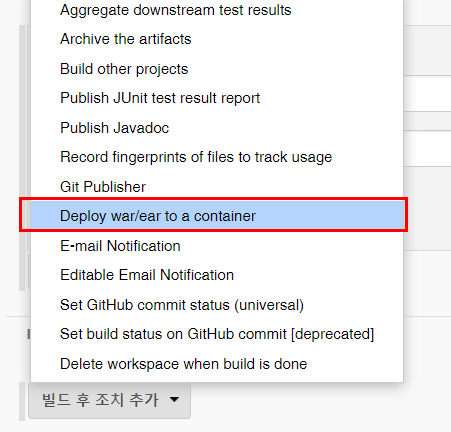 Aggregate downstream test results
Archive the artifacts
Build other projects
Publish JUnit test result report
Publish Javadoc
Record fingerprints of files to track usage
Git Publisher
Deploy war/ear to a container
E-mail Notification
Editable Email Notification
Set GitHub commit status (universal)
Set build status on GitHub commit [deprecated]
Delete workspace when build is done
빌드 후 조치 추가